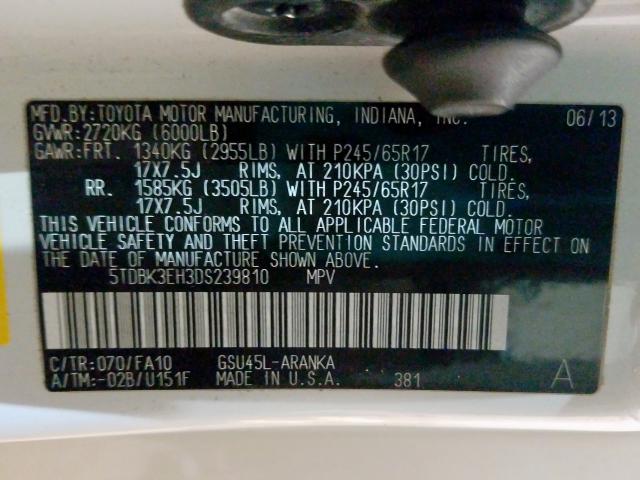 MFD.BY:TOYOTA MOTOR MANUFACTURING, INDIANA, INC. 06/13
GVWR:2720KG (6000LB)
GAWR:FRT. 1340KG (2955LB) WITH P245/65R17 TIRES,
17X7.5J RIMS, AT 210KPA (30PSI) COLD.
RR. 1585KG (3505LB) WITH P245/65R17 TIRES,
17X7.5J RIMS, AT 210KPA (30PSI) COLD.
THIS VEHICLE CONFORMS TO ALL APPLICABLE FEDERAL MOTOR
VEHICLE SAFETY AND THEFT PREVENTION STANDARDS IN EFFECT ON
THE DATE OF MANUFACTURE SHOWN ABOVE.
5TDBK3EH3DS239810 MPV
C/TR:070/FA10 GSU45L-ARANKA
A/TM:-02B/U151F MADE IN U.S.A. 381 A